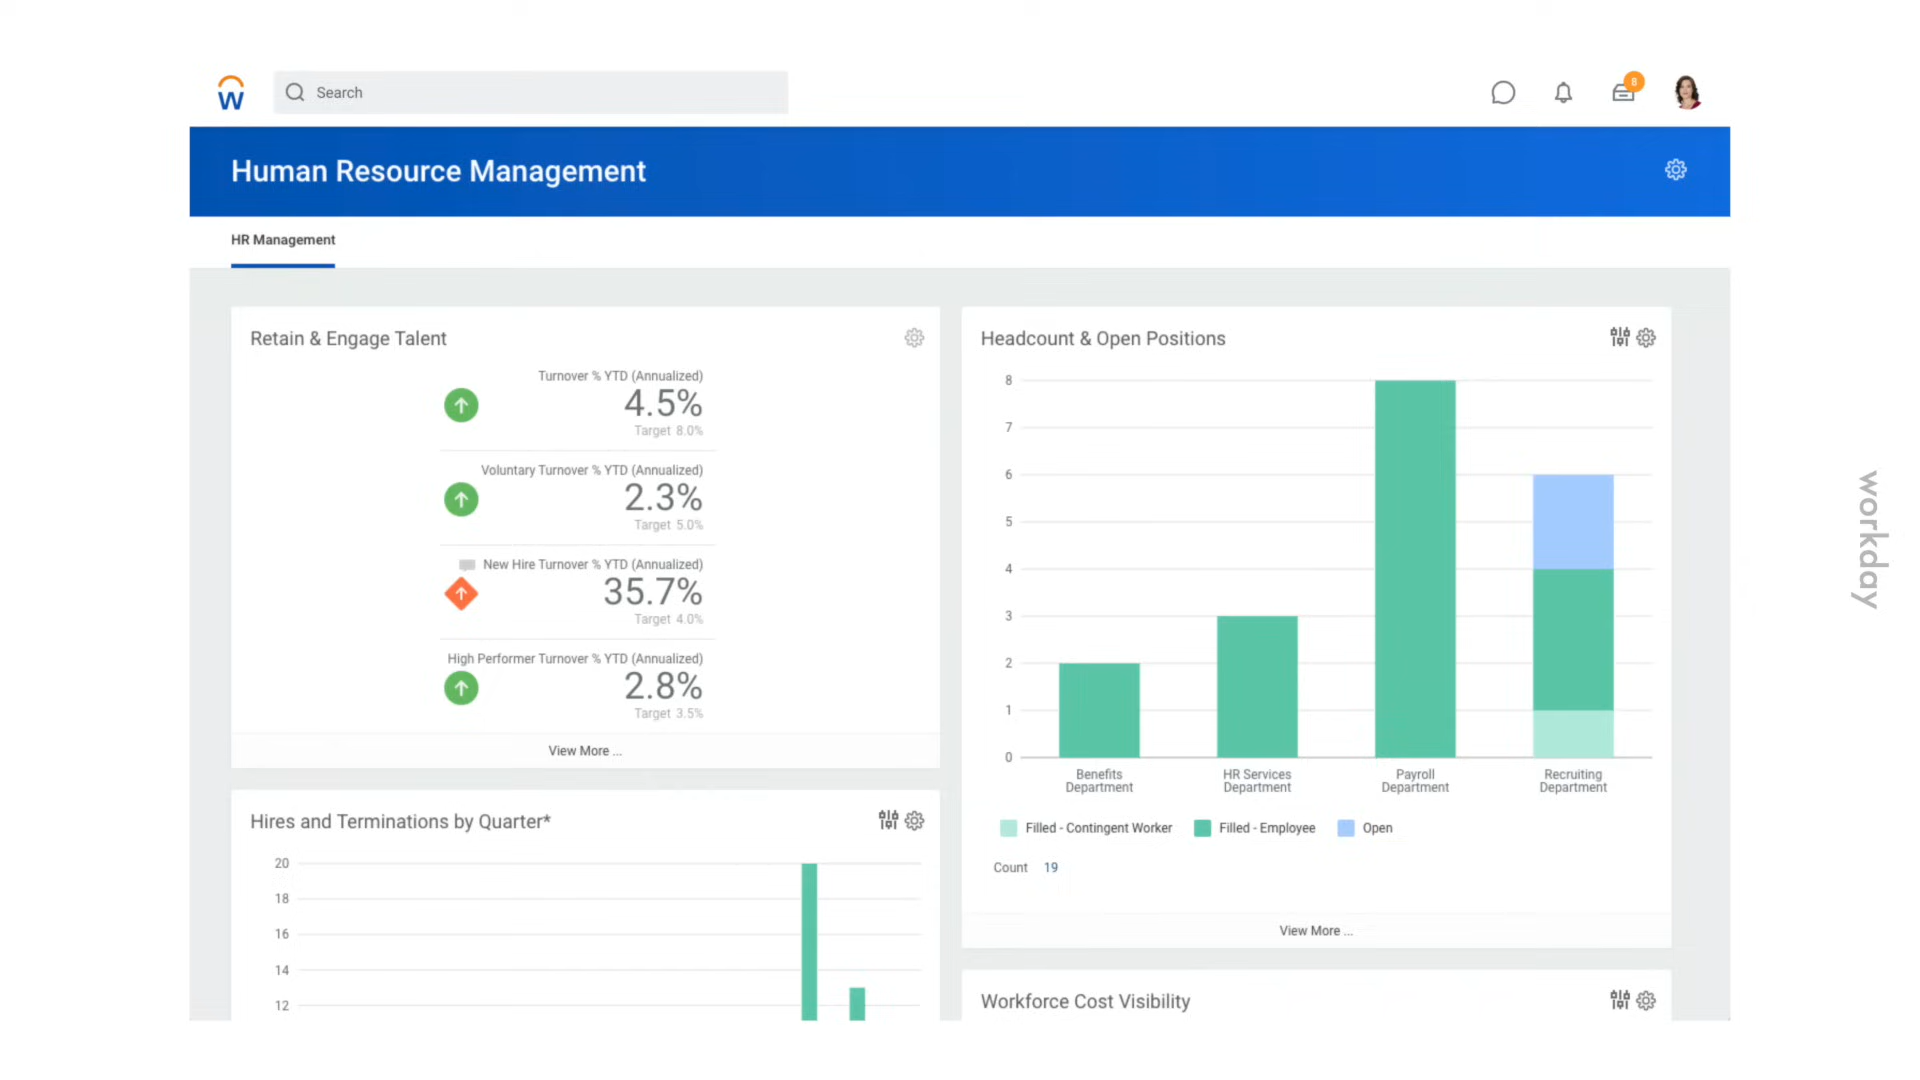 W
Search
8
Human Resource Management
HR Management
Retain & Engage Talent
Turnover % YTD (Annualized)
4.5%
Target 8.0%
Voluntary Turnover % YTD (Annualized)
2.3%
Target 5.0%
New Hire Turnover % YTD (Annualized)
35.7%
Target 4.0%
High Performer Turnover % YTD (Annualized)
2.8%
Target 3.5%
View More ...
Hires and Terminations by Quarter*
20
18
16
14
12
Headcount & Open Positions
8
7
6
5
4
3
2
1
0
Benefits Department
HR Services Department
Payroll Department
Recruiting Department
Filled - Contingent Worker
Filled - Employee
Open
Count 19
View More ...
Workforce Cost Visibility
workday